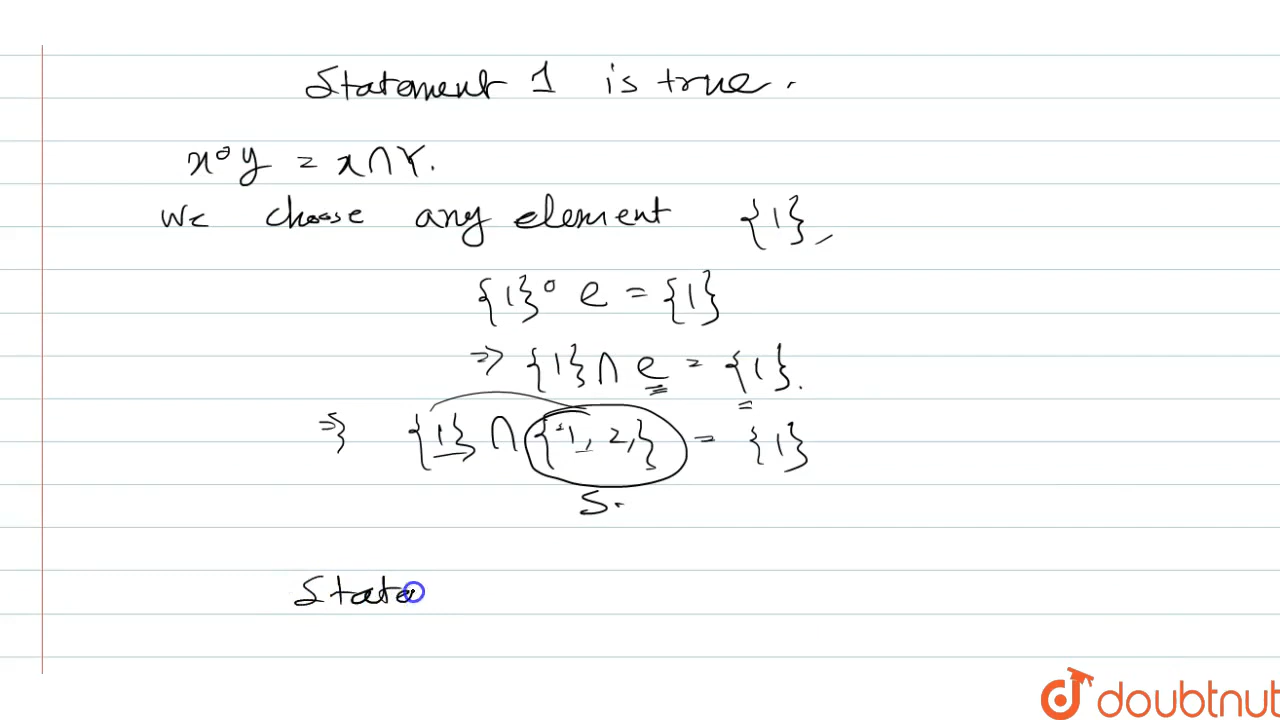 Statement 1 is true.
x∘y = x∩Y.
We choose any element {1},
{1}∘ e = {1}
=> {1}∩ e = {1}.
=> {1} ∩ {1, 2,} = {1}
S.
State
doubtnut